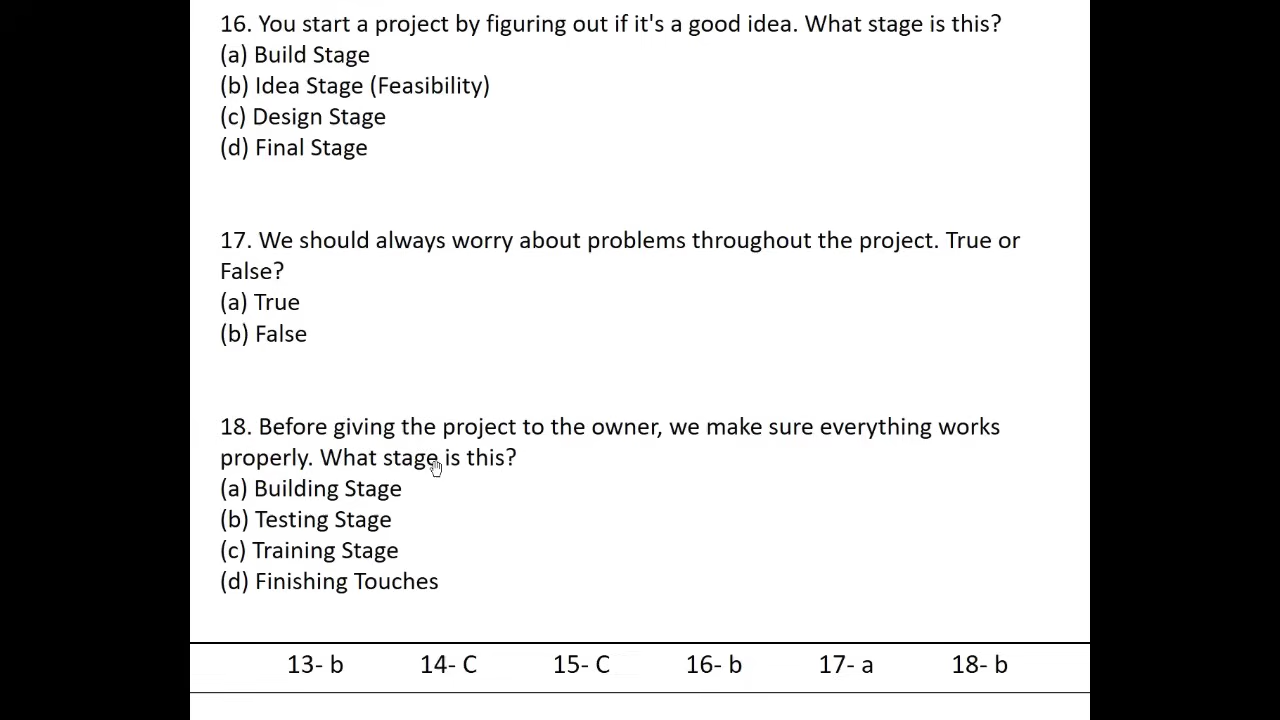 16. You start a project by figuring out if it's a good idea. What stage is this?
(a) Build Stage
(b) Idea Stage (Feasibility)
(c) Design Stage
(d) Final Stage
17. We should always worry about problems throughout the project. True or
False?
(a) True
(b) False
18. Before giving the project to the owner, we make sure everything works
properly. What stage is this?
(a) Building Stage
(b) Testing Stage
(c) Training Stage
(d) Finishing Touches
13- b 14- C 15- C 16- b 17- a 18- b